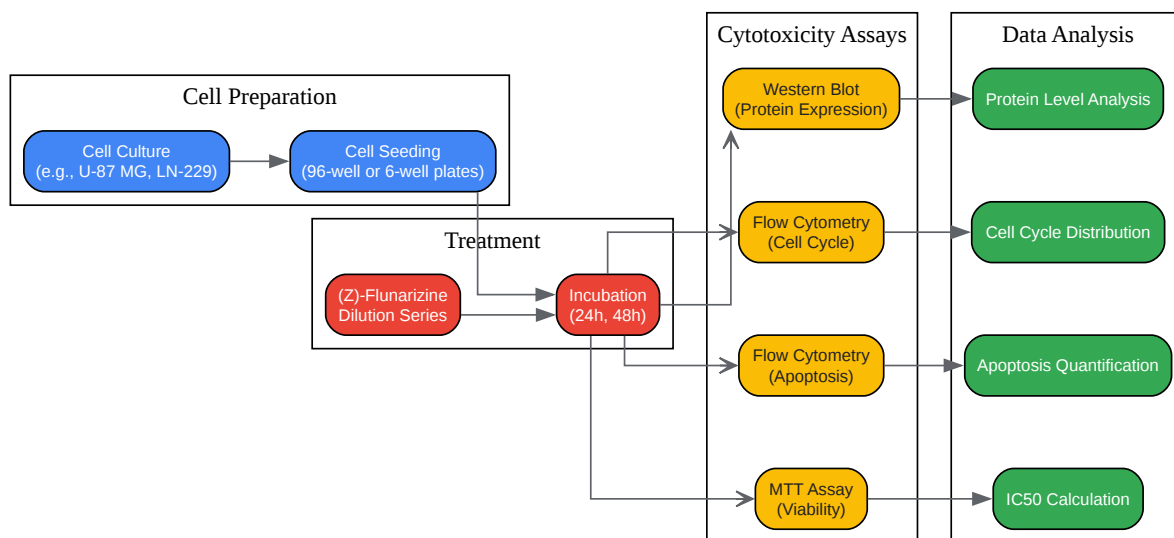 Cell Preparation
Cell Culture
(e.g., U-87 MG, LN-229)
Cell Seeding
(96-well or 6-well plates)
Treatment
(Z)-Flunarizine
Dilution Series
Incubation
(24h, 48h)
Cytotoxicity Assays
Western Blot
(Protein Expression)
Flow Cytometry
(Cell Cycle)
Flow Cytometry
(Apoptosis)
MTT Assay
(Viability)
Data Analysis
Protein Level Analysis
Cell Cycle Distribution
Apoptosis Quantification
IC50 Calculation